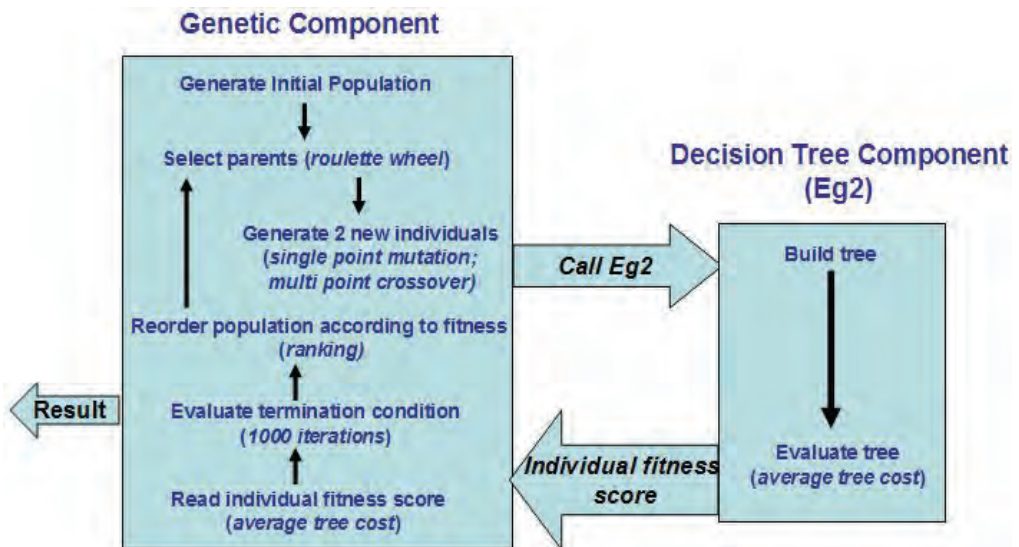 Genetic Component
Generate Initial Population
Select parents (roulette wheel)
Generate 2 new individuals
(single point mutation;
multi point crossover)
Reorder population according to fitness
(ranking)
Evaluate termination condition
(1000 iterations)
Read individual fitness score
(average tree cost)
Result
Call Eg2
Individual fitness
score
Decision Tree Component
(Eg2)
Build tree
Evaluate tree
(average tree cost)